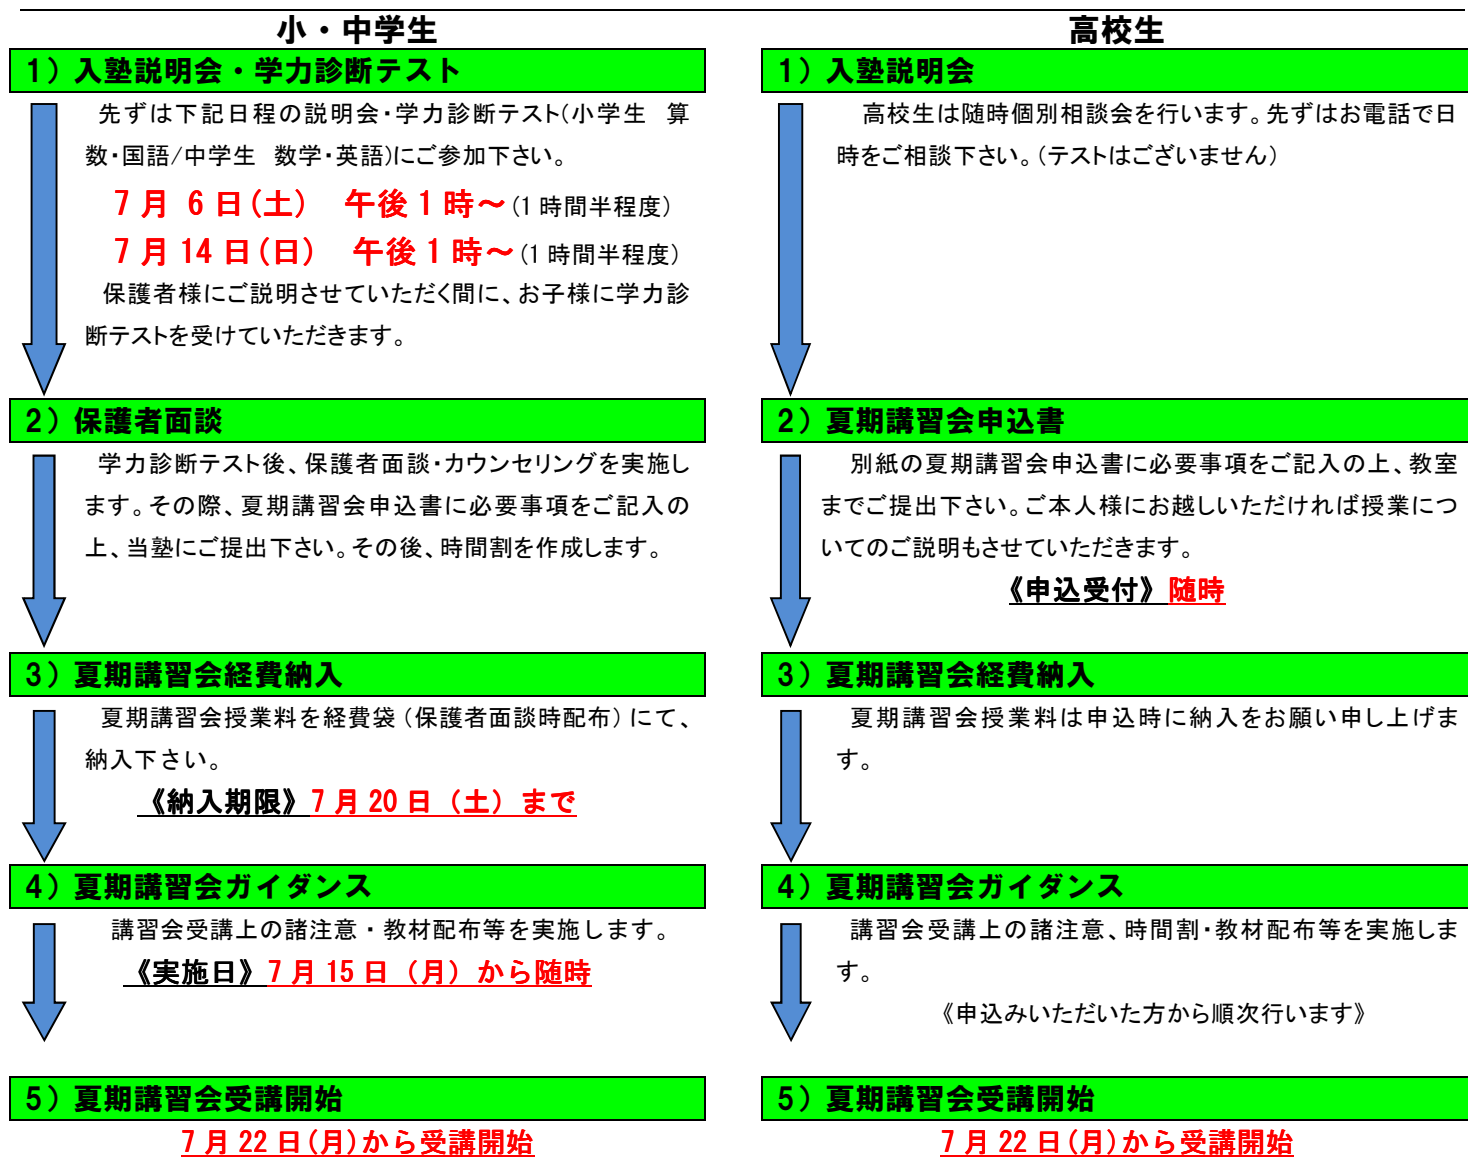 小・中学生
1）入塾説明会・学力診断テスト
先ずは下記日程の説明会・学力診断テスト(小学生　算
数・国語/中学生　数学・英語)にご参加下さい。
7月 6日(土)　午後1時～(1時間半程度)
7月14日(日)　午後1時～(1時間半程度)
保護者様にご説明させていただく間に、お子様に学力診
断テストを受けていただきます。
2）保護者面談
学力診断テスト後、保護者面談・カウンセリングを実施し
ます。その際、夏期講習会申込書に必要事項をご記入の
上、当塾にご提出下さい。その後、時間割を作成します。
3）夏期講習会経費納入
夏期講習会授業料を経費袋(保護者面談時配布)にて、
納入下さい。
《納入期限》7月20日（土）まで
4）夏期講習会ガイダンス
講習会受講上の諸注意・教材配布等を実施します。
《実施日》7月15日（月）から随時
5）夏期講習会受講開始
7月22日(月)から受講開始
高校生
1）入塾説明会
高校生は随時個別相談会を行います。先ずはお電話で日
時をご相談下さい。(テストはございません)
2）夏期講習会申込書
別紙の夏期講習会申込書に必要事項をご記入の上、教室
までご提出下さい。ご本人様にお越しいただければ授業につ
いてのご説明もさせていただきます。
《申込受付》随時
3）夏期講習会経費納入
夏期講習会授業料は申込時に納入をお願い申し上げま
す。
4）夏期講習会ガイダンス
講習会受講上の諸注意、時間割・教材配布等を実施しま
す。
《申込みいただいた方から順次行います》
5）夏期講習会受講開始
7月22日(月)から受講開始